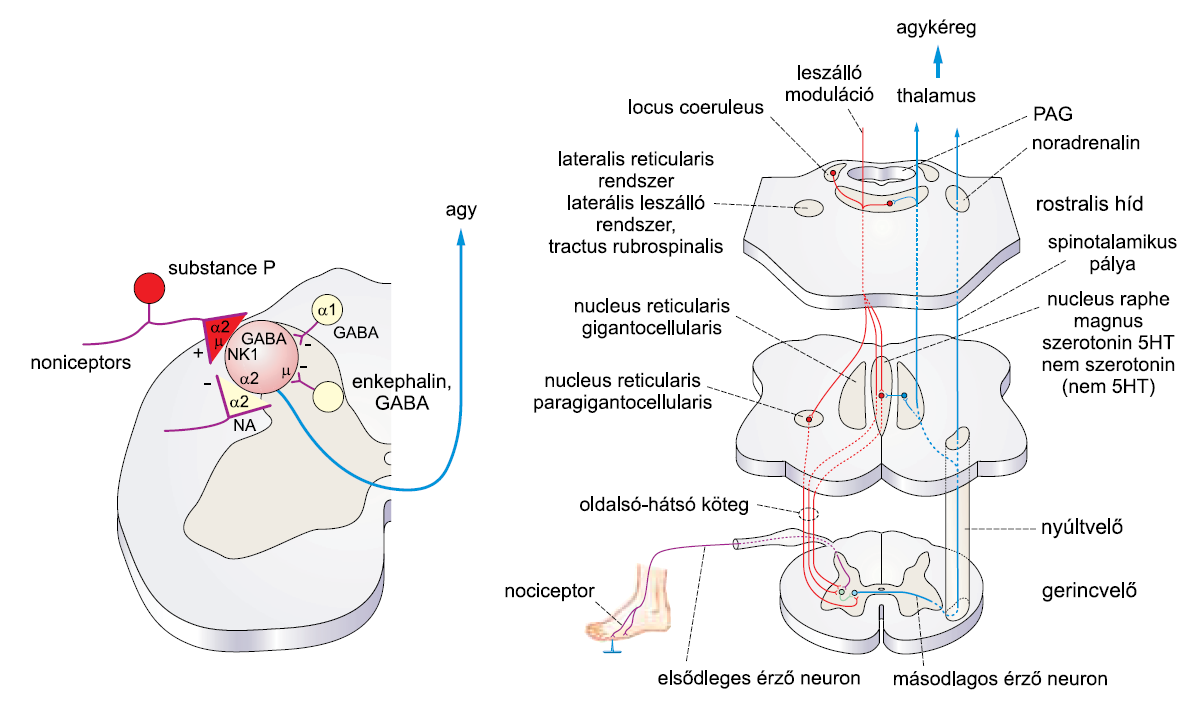 agy
substance P
noniceptors
α2
μ
+
GABA
NK1
α2
μ
α1
GABA
-
-
enkephalin,
GABA
-
α2
NA
agykéreg
leszálló
moduláció
thalamus
locus coeruleus
PAG
noradrenalin
lateralis reticularis
rendszer
laterális leszálló
rendszer,
tractus rubrospinalis
rostralis híd
spinotalamikus
pálya
nucleus reticularis
gigantocellularis
nucleus raphe
magnus
szerotonin 5HT
nem szerotonin
(nem 5HT)
nucleus reticularis
paragigantocellularis
oldalsó-hátsó köteg
nyúltvelő
nociceptor
gerincvelő
elsődleges érző neuron
másodlagos érző neuron